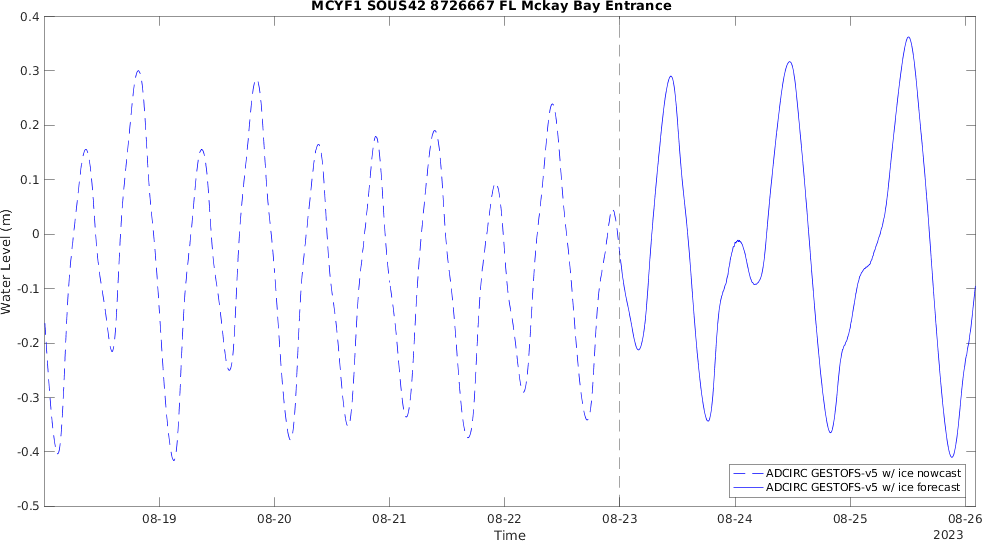 MCYF1 SOUS42 8726667 FL Mckay Bay Entrance
0.4
0.3
0.2
0.1
0
-0.1
-0.2
-0.3
-0.4
-0.5
Water Level (m)
ADCIRC GESTOFS-v5 w/ ice nowcast
ADCIRC GESTOFS-v5 w/ ice forecast
08-19 08-20 08-21 08-22 08-23 08-24 08-25 08-26
Time
2023